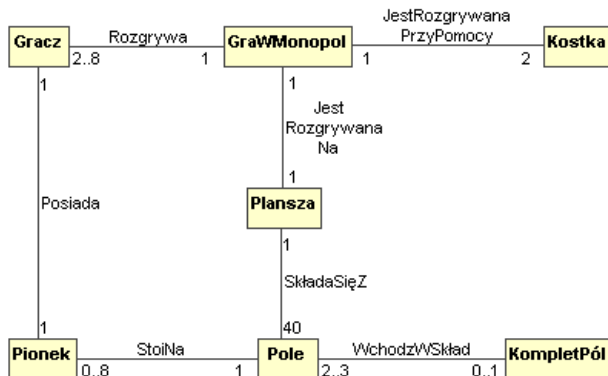 JestRozgrywana
Gracz Rozgrywa GraWMonopol PrzyPomocy Kostka
2..8 1 1 2
1 1
Jest
Rozgrywana
Na
1
Posiada Plansza
1
SkładaSięZ
1 40
Pionek StoiNa Pole WchodzWSkład KompletPól
0..8 1 2..3 0..1